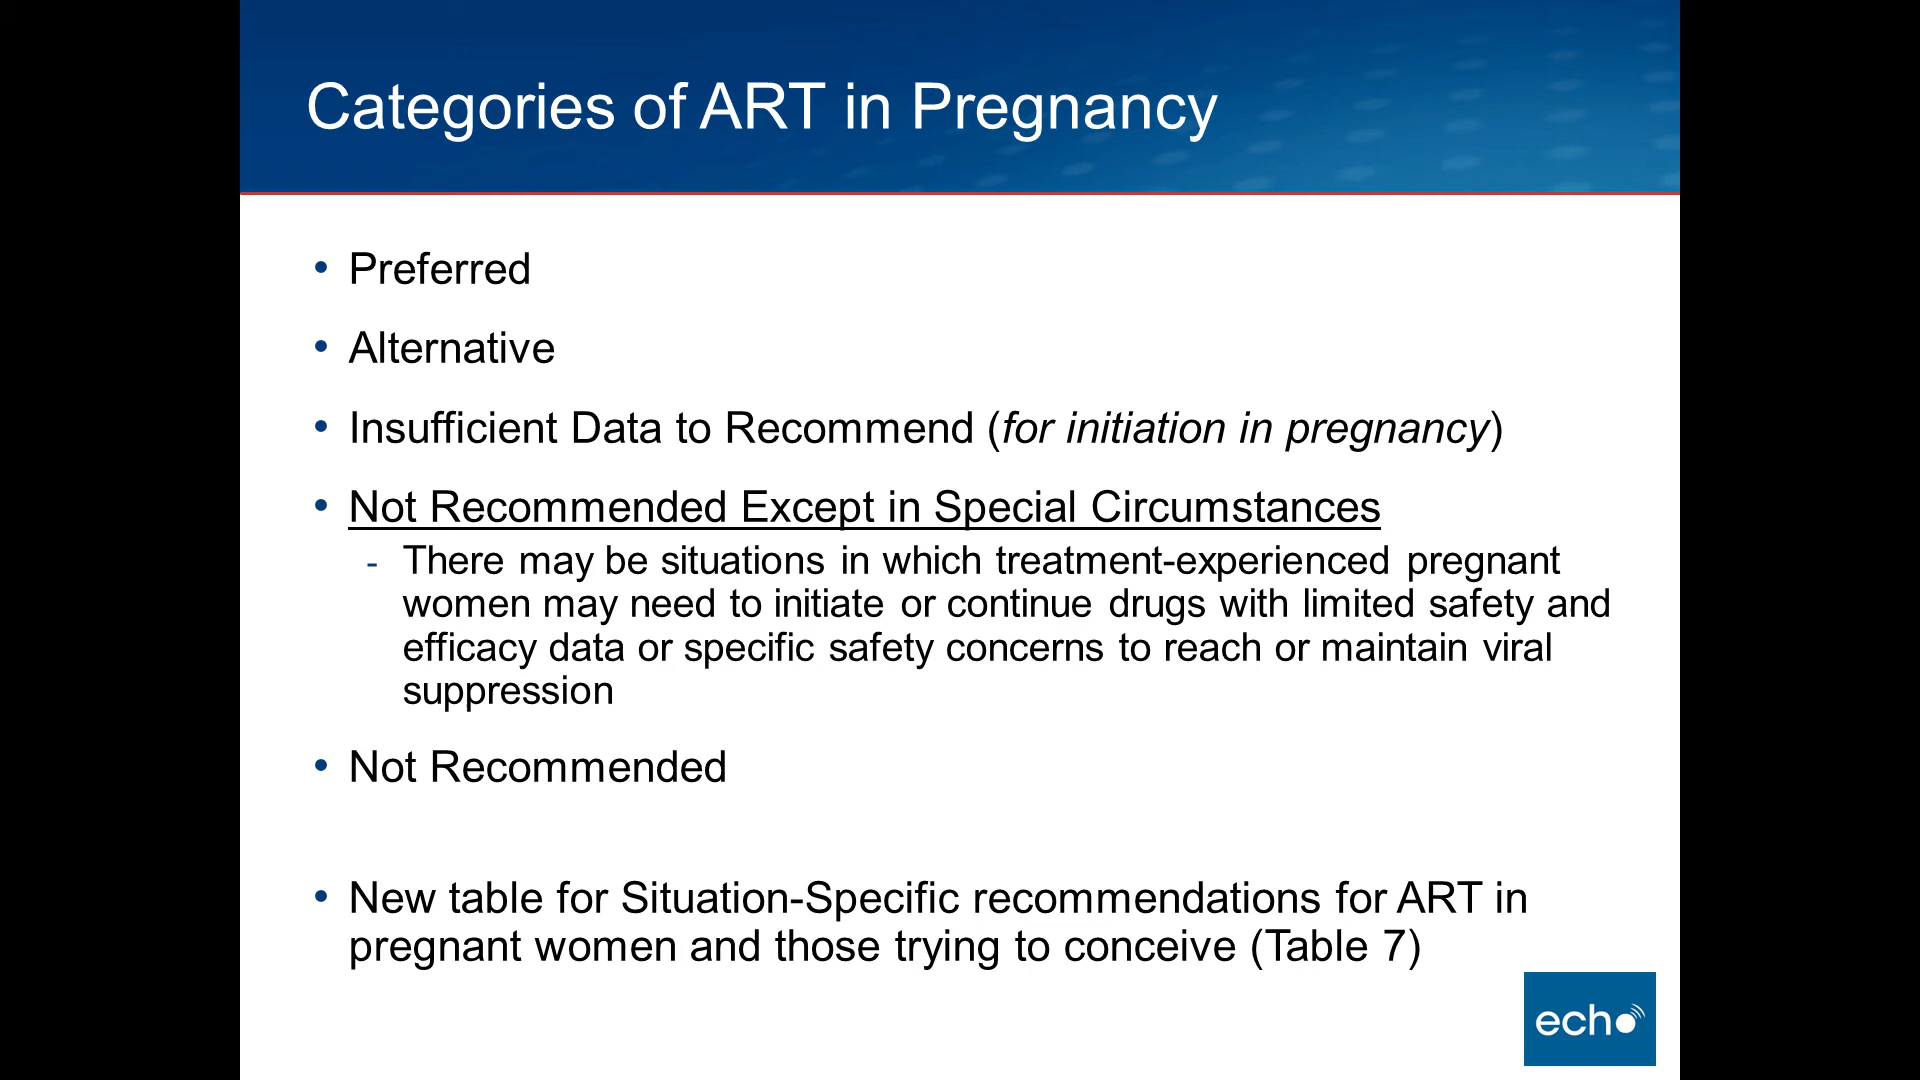 Categories of ART in Pregnancy
• Preferred
• Alternative
• Insufficient Data to Recommend (for initiation in pregnancy)
• Not Recommended Except in Special Circumstances
- There may be situations in which treatment-experienced pregnant
women may need to initiate or continue drugs with limited safety and
efficacy data or specific safety concerns to reach or maintain viral
suppression
• Not Recommended
• New table for Situation-Specific recommendations for ART in
pregnant women and those trying to conceive (Table 7)
echo